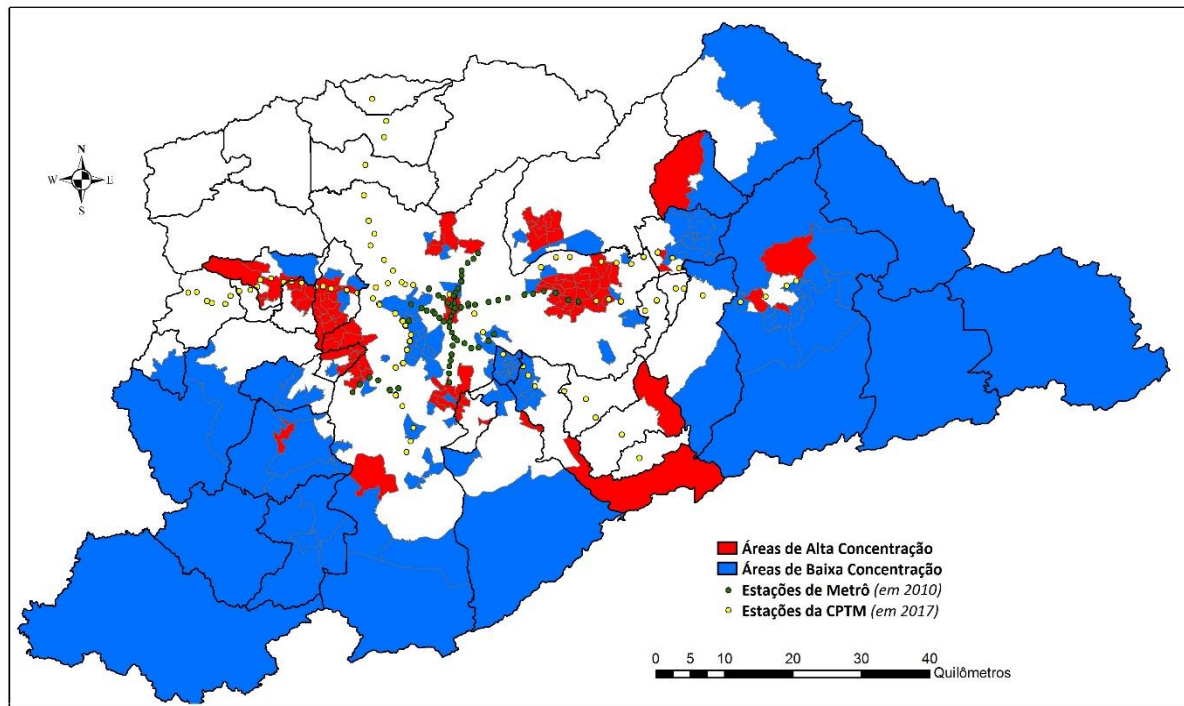 N
W E
S
Áreas de Alta Concentração
Áreas de Baixa Concentração
Estações de Metrô (em 2010)
Estações da CPTM (em 2017)
0 5 10 20 30 40
Quilômetros